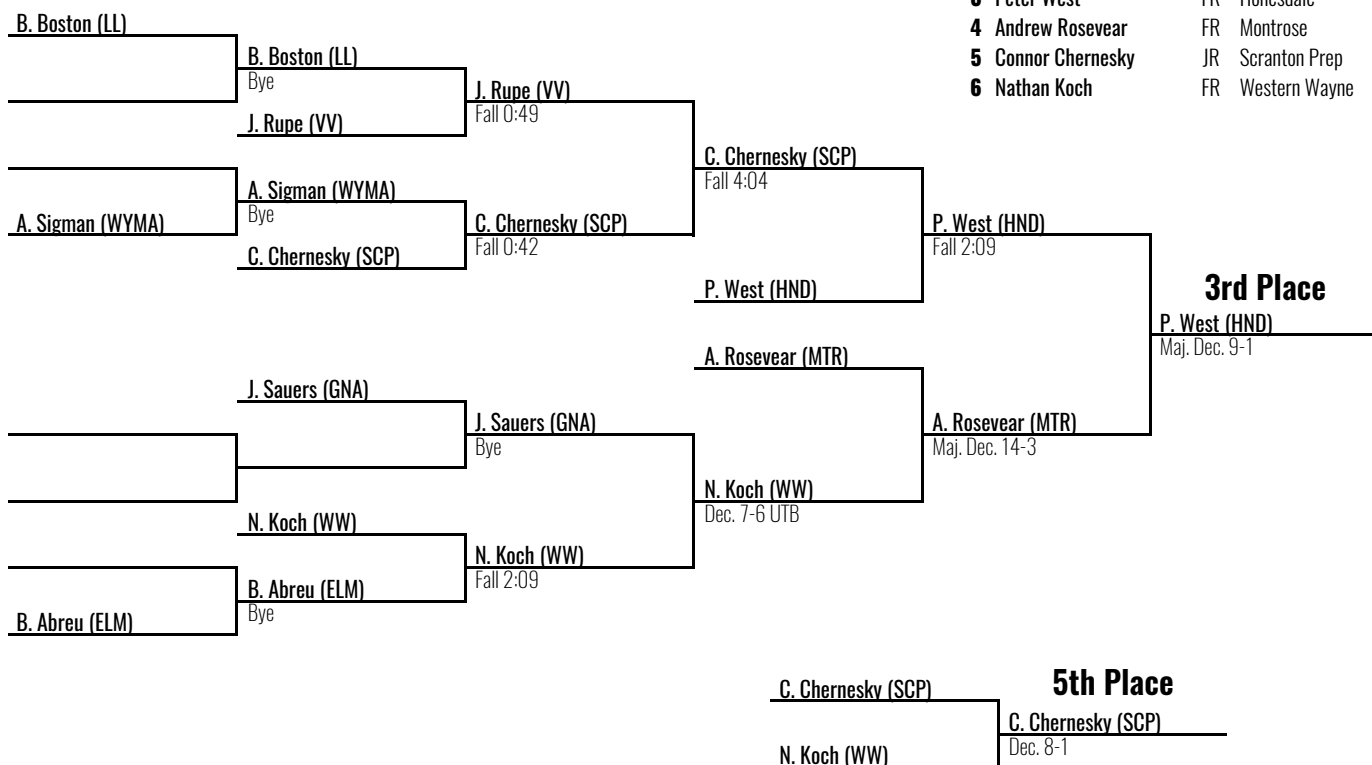 3 Peter West FR Honesdale
4 Andrew Rosevear FR Montrose
5 Connor Chernesky JR Scranton Prep
6 Nathan Koch FR Western Wayne
B. Boston (LL)
B. Boston (LL)
Bye
J. Rupe (VV)
J. Rupe (VV)
Fall 0:49
A. Sigman (WYMA)
Bye
A. Sigman (WYMA)
C. Chernesky (SCP)
C. Chernesky (SCP)
Fall 0:42
C. Chernesky (SCP)
Fall 4:04
P. West (HND)
P. West (HND)
Fall 2:09
3rd Place
P. West (HND)
Maj. Dec. 9-1
A. Rosevear (MTR)
J. Sauers (GNA)
J. Sauers (GNA)
Bye
A. Rosevear (MTR)
Maj. Dec. 14-3
N. Koch (WW)
Dec. 7-6 UTB
N. Koch (WW)
N. Koch (WW)
Fall 2:09
B. Abreu (ELM)
Bye
B. Abreu (ELM)
5th Place
C. Chernesky (SCP)
C. Chernesky (SCP)
Dec. 8-1
N. Koch (WW)